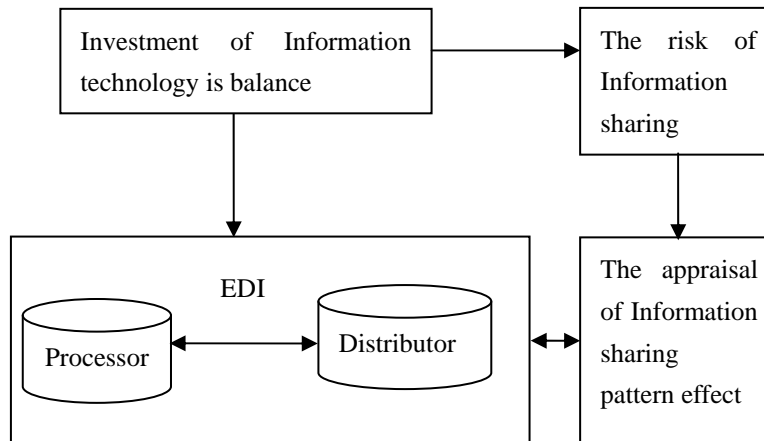 Investment of Information
technology is balance
The risk of
Information
sharing
EDI
Processor
Distributor
The appraisal
of Information
sharing
pattern effect